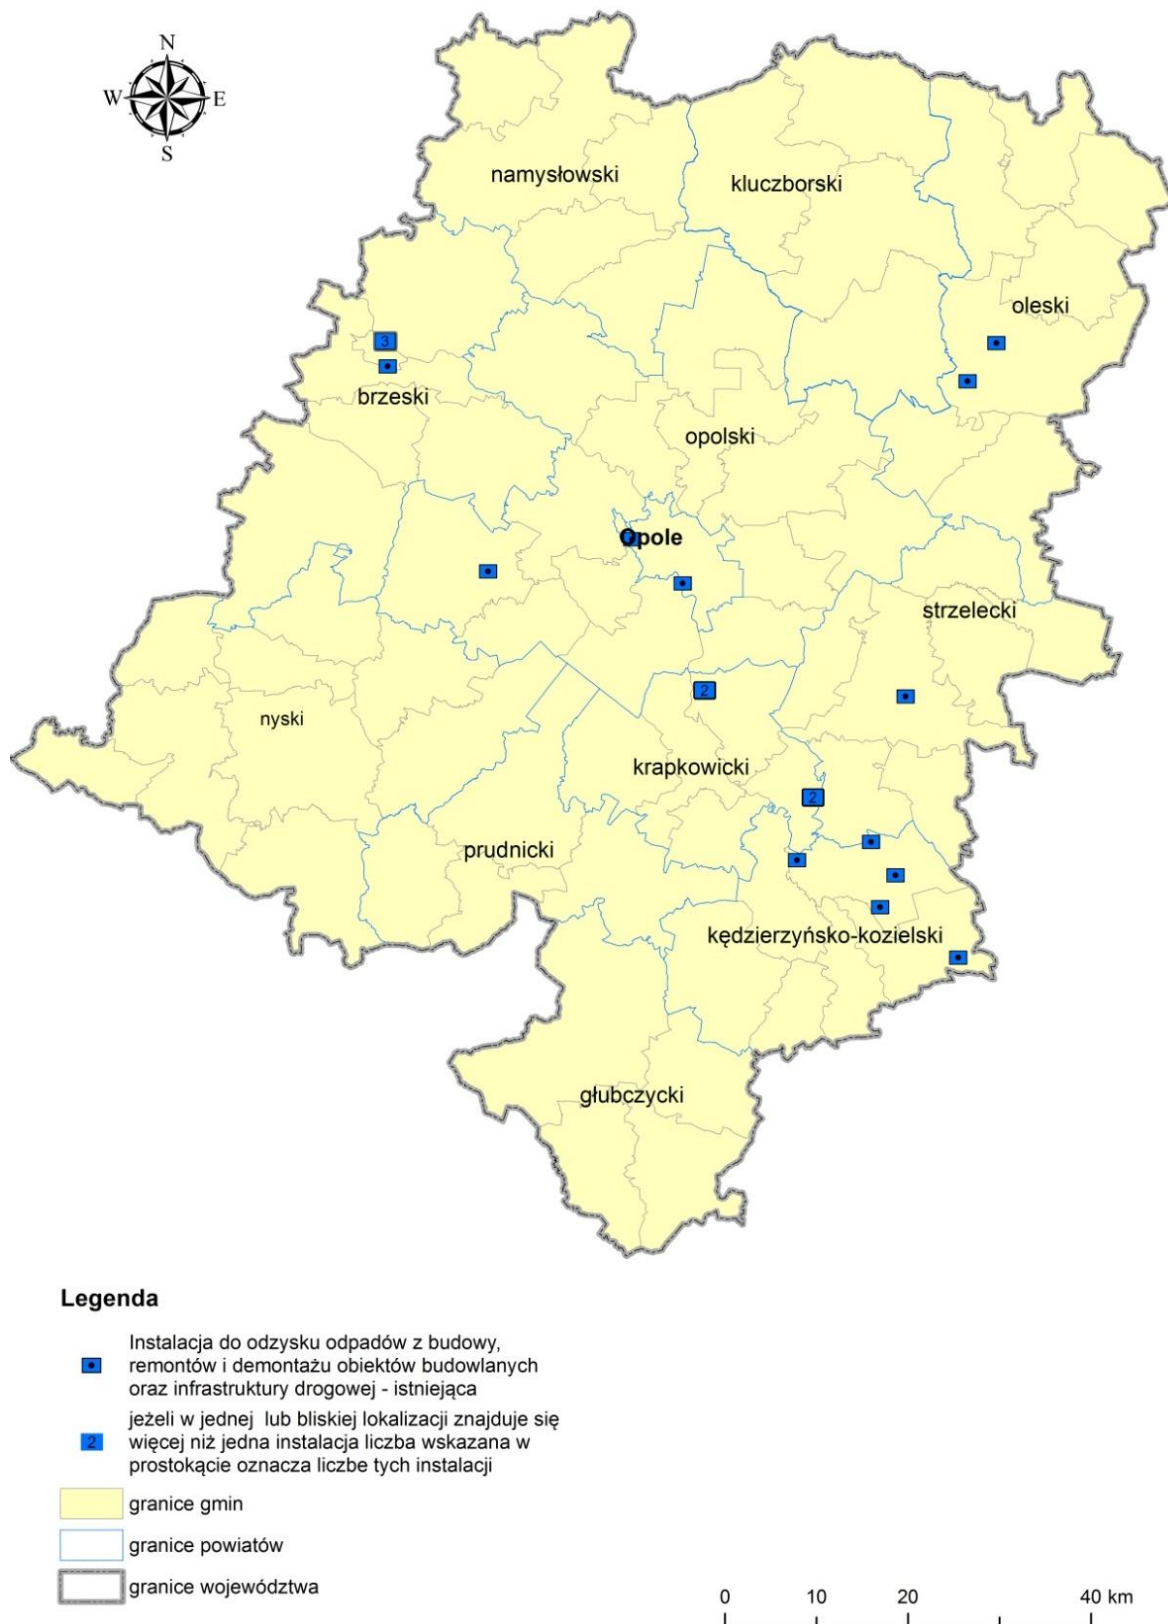 N
W E
S
namysłowski
kluczborski
oleski
3
brzeski
opolski
Opole
strzelecki
2
nyski
krapkowicki
2
prudnicki
kędzierzyńsko-kozielski
głubczycki
Legenda
Instalacja do odzysku odpadów z budowy,
remontów i demontażu obiektów budowlanych
oraz infrastruktury drogowej - istniejąca
jeżeli w jednej lub bliskiej lokalizacji znajduje się
2 więcej niż jedna instalacja liczba wskazana w
prostokącie oznacza liczbe tych instalacji
granice gmin
granice powiatów
granice województwa
0 10 20 40 km